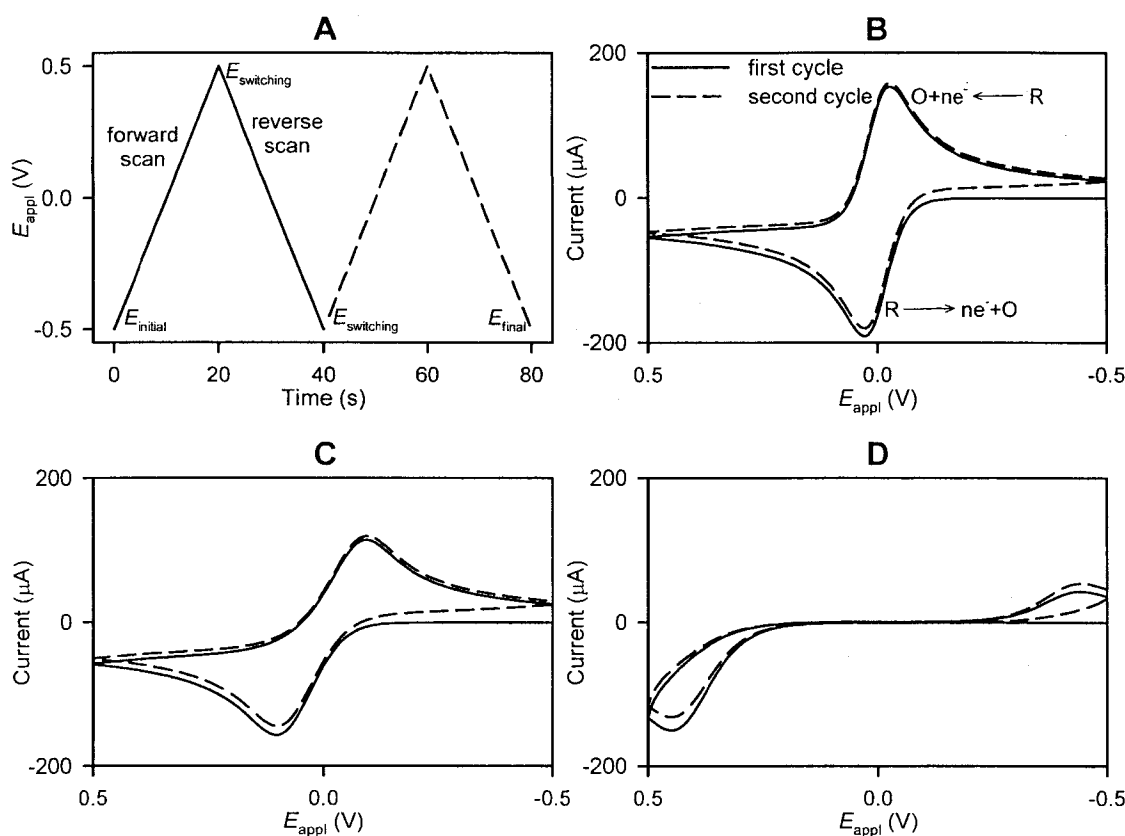 A
0.5
0.0
-0.5
E_appl (V)
E_switching
forward
scan
reverse
scan
E_initial
E_switching
E_final
0 20 40 60 80
Time (s)
B
200
0
-200
Current (μA)
first cycle
second cycle
O+ne⁻ ← R
R → ne⁻+O
0.5 0.0 -0.5
E_appl (V)
C
200
0
-200
Current (μA)
0.5 0.0 -0.5
E_appl (V)
D
200
0
-200
Current (μA)
0.5 0.0 -0.5
E_appl (V)